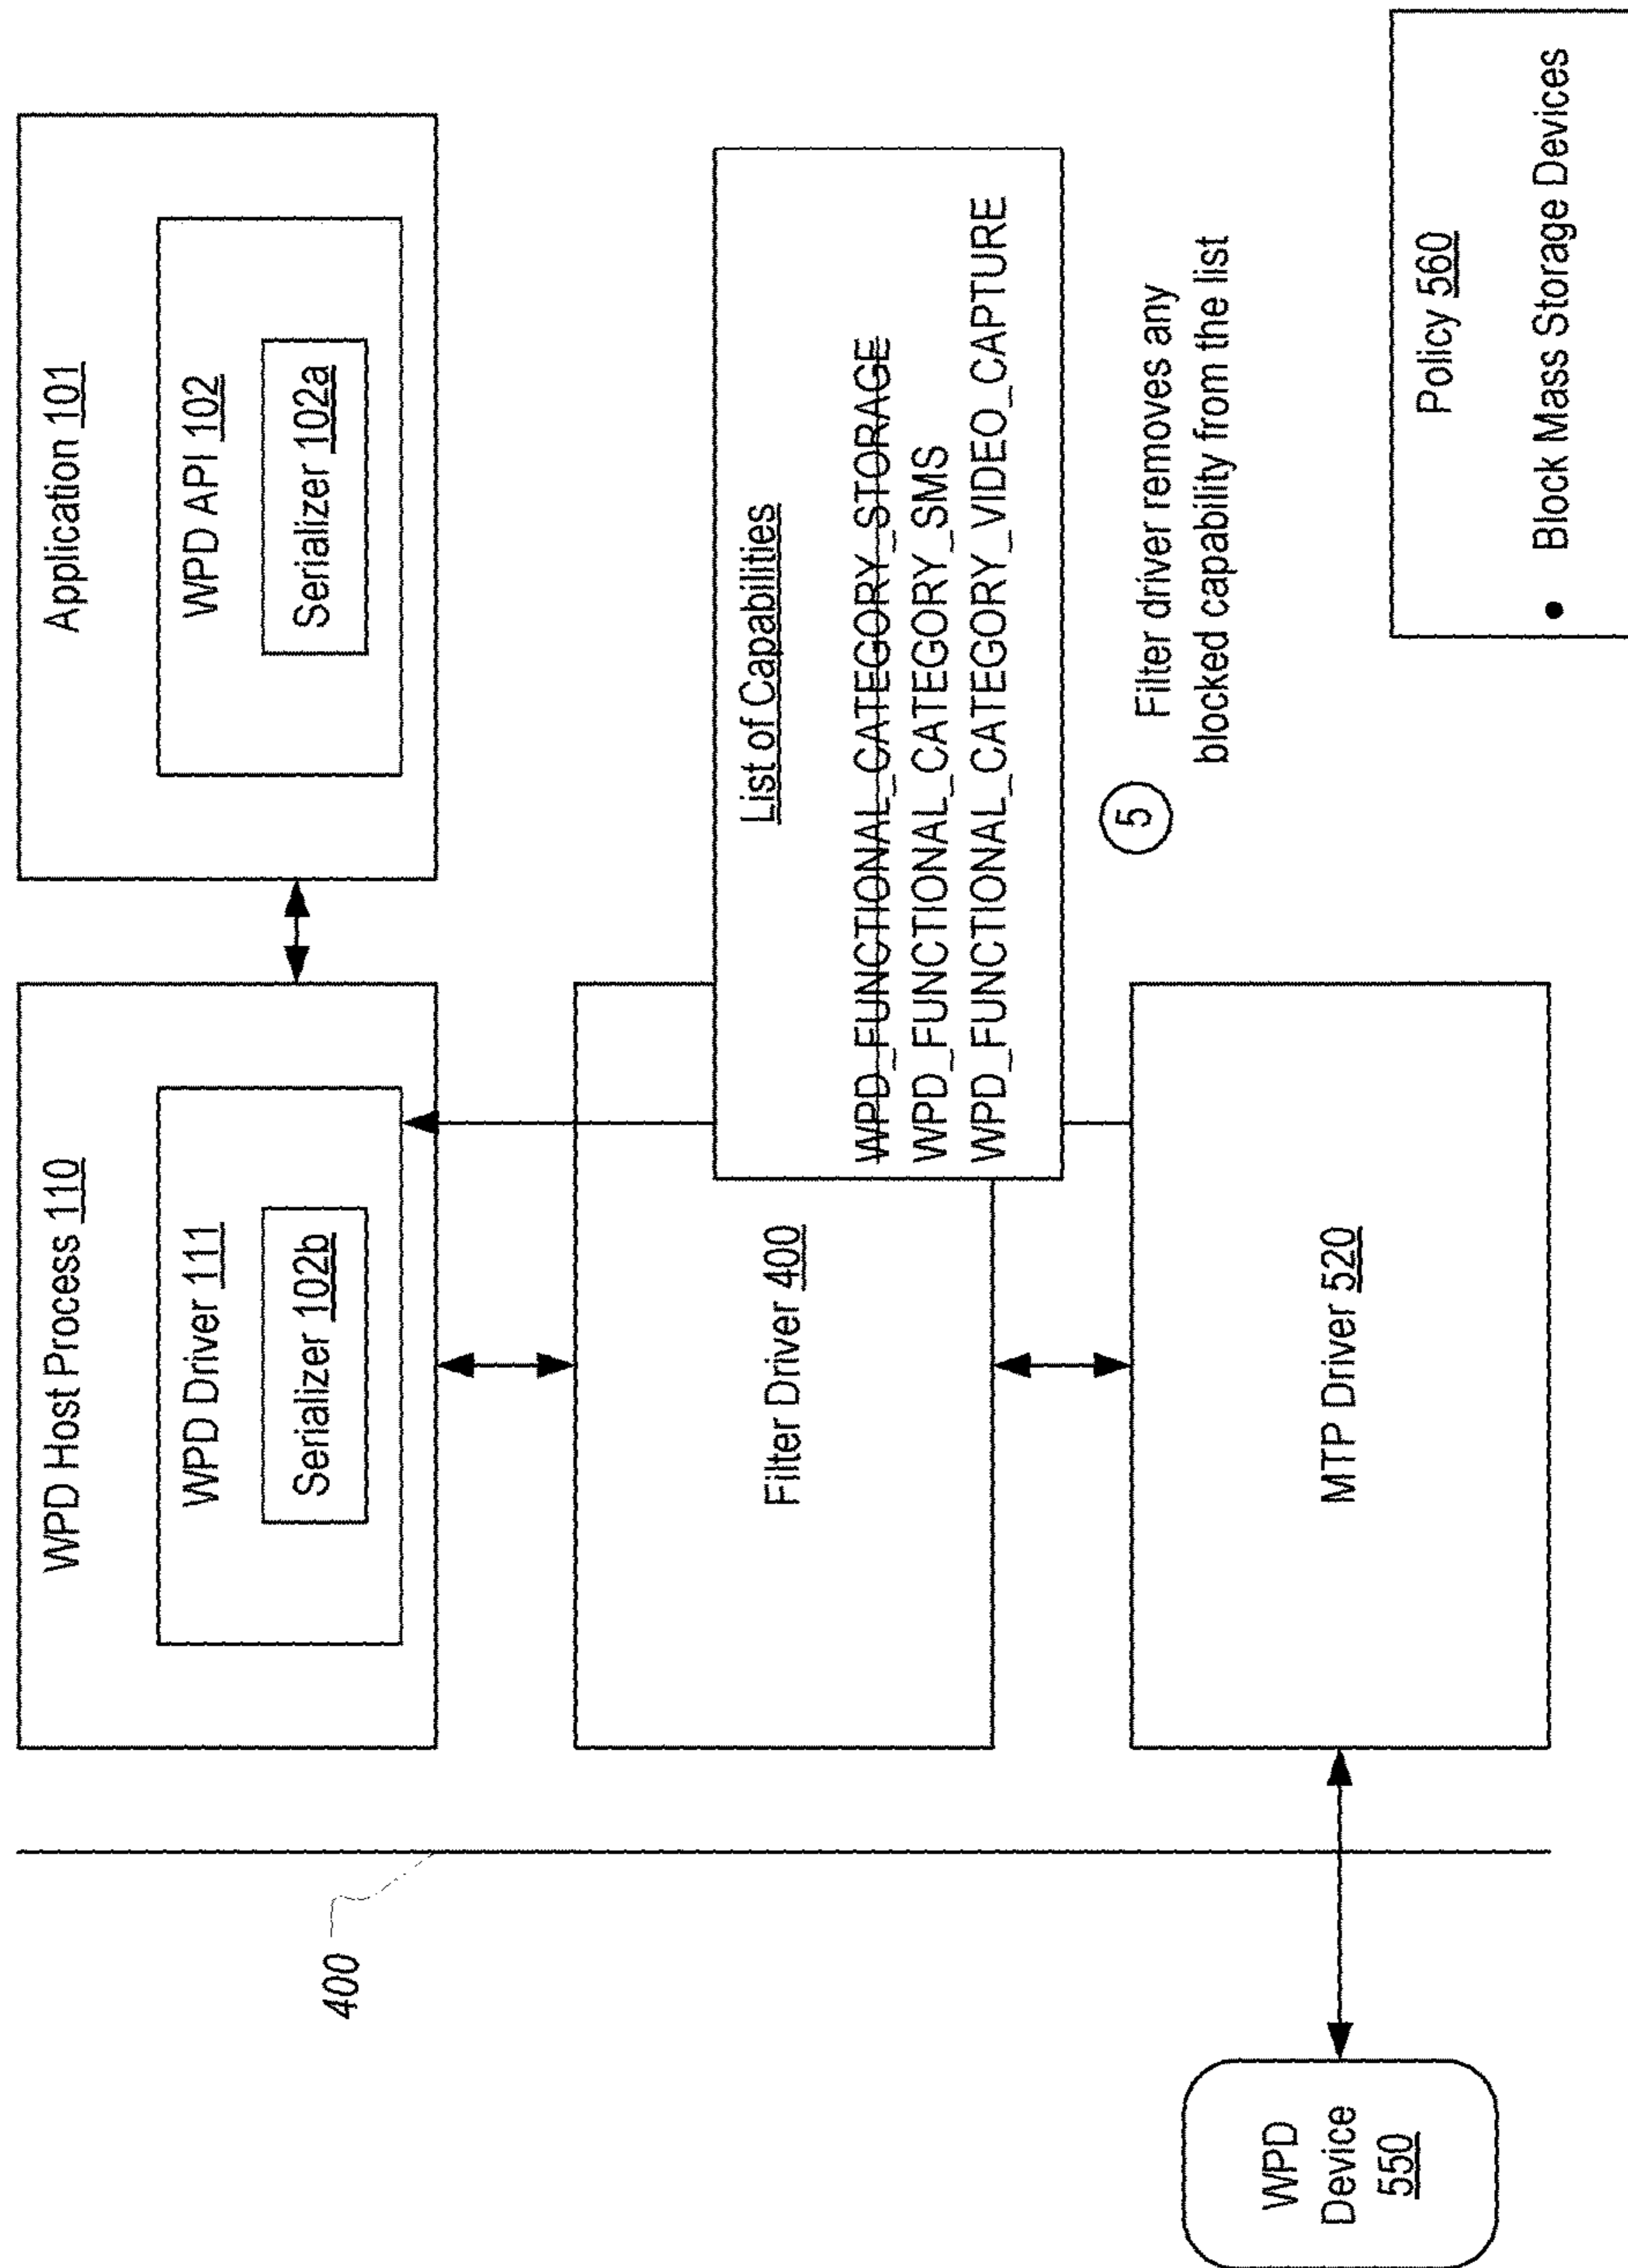 Application 101
WPD API 102
Serializer 102a
WPD Host Process 110
WPD Driver 111
Serializer 102b
Filter Driver 400
List of Capabilities
WPD_FUNCTIONAL_CATEGORY_STORAGE
WPD_FUNCTIONAL_CATEGORY_SMS
WPD_FUNCTIONAL_CATEGORY_VIDEO_CAPTURE
5
Filter driver removes any
blocked capability from the list
MTP Driver 520
Policy 560
• Block Mass Storage Devices
400
WPD
Device
550